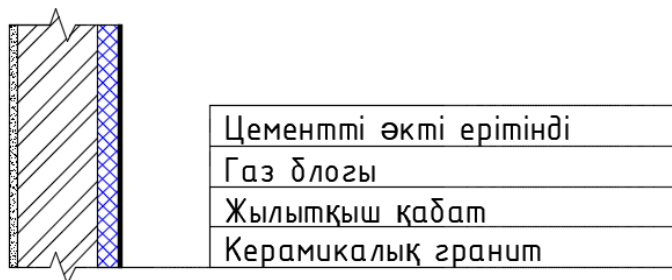 Цементті әкті ерітінді
Газ блогы
Жылытқыш қабат
Керамикалық гранит